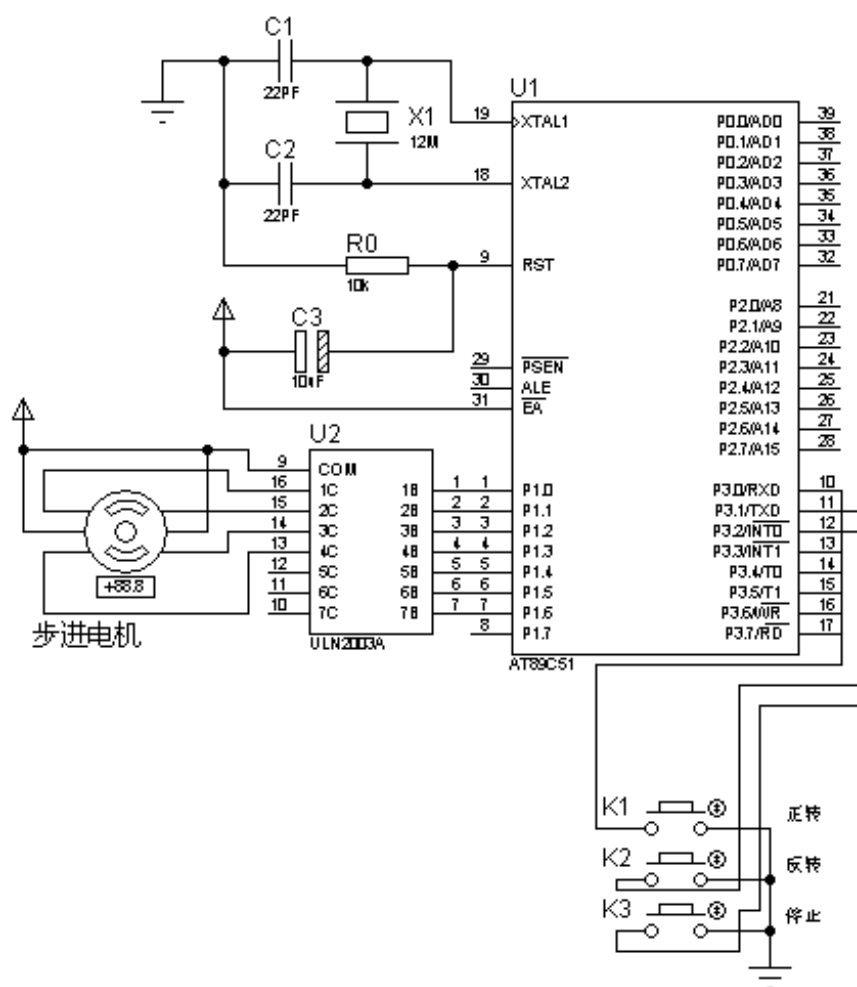 C1
22PF
X1
12M
C2
22PF
R0
10k
C3
10uF
U1
19 XTAL1
18 XTAL2
9 RST
29 PSEN
30 ALE
31 EA
1 P1.0
2 P1.1
3 P1.2
4 P1.3
5 P1.4
6 P1.5
7 P1.6
8 P1.7
P0.0/AD0 39
P0.1/AD1 38
P0.2/AD2 37
P0.3/AD3 36
P0.4/AD4 35
P0.5/AD5 34
P0.6/AD6 33
P0.7/AD7 32
P2.0/A8 21
P2.1/A9 22
P2.2/A10 23
P2.3/A11 24
P2.4/A12 25
P2.5/A13 26
P2.6/A14 27
P2.7/A15 28
P3.0/RXD 10
P3.1/TXD 11
P3.2/INT0 12
P3.3/INT1 13
P3.4/T0 14
P3.5/T1 15
P3.6/WR 16
P3.7/RD 17
AT89C51
U2
9 COM
16 1C 1B 1
15 2C 2B 2
14 3C 3B 3
13 4C 4B 4
12 5C 5B 5
11 6C 6B 6
10 7C 7B 7
ULN2003A
+88.8
步进电机
K1 正转
K2 反转
K3 停止